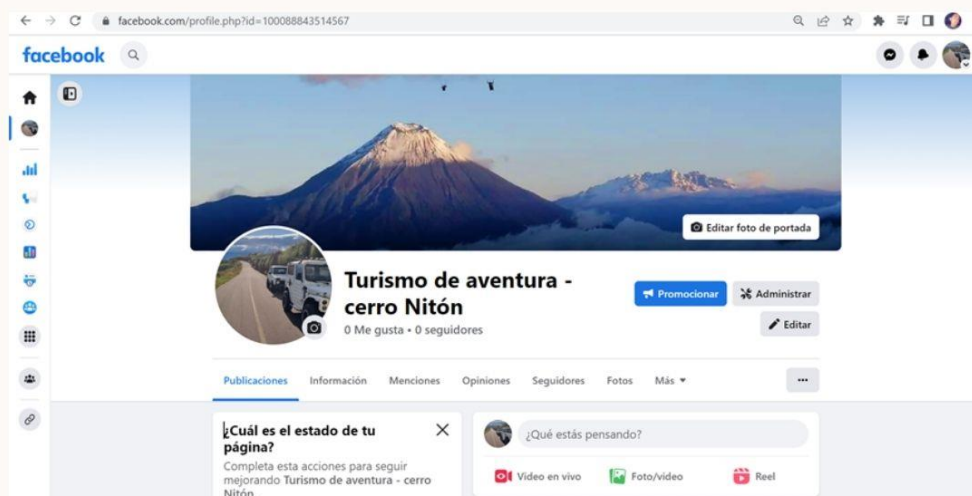 facebook.com/profile.php?id=100088843514567
facebook
Editar foto de portada
Turismo de aventura -
cerro Nitón
0 Me gusta • 0 seguidores
Promocionar
Administrar
Editar
Publicaciones Información Menciones Opiniones Seguidores Fotos Más
¿Cuál es el estado de tu
página?
Completa esta acciones para seguir
mejorando Turismo de aventura - cerro
Nitón
¿Qué estás pensando?
Video en vivo Foto/video Reel